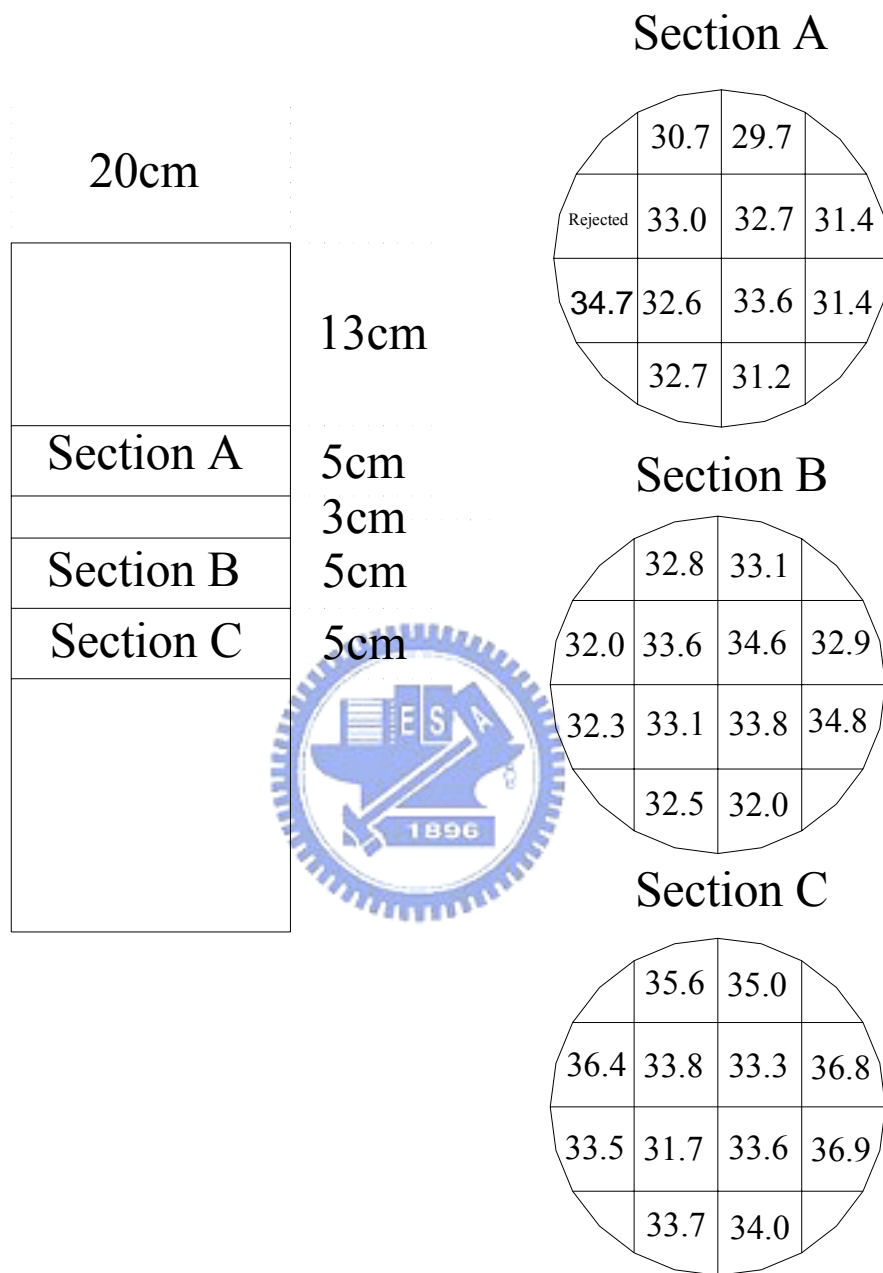 20cm
13cm
Section A
5cm
3cm
Section B
5cm
Section C
5cm
Section A
30.7 29.7
Rejected 33.0 32.7 31.4
34.7 32.6 33.6 31.4
32.7 31.2
Section B
32.8 33.1
32.0 33.6 34.6 32.9
32.3 33.1 33.8 34.8
32.5 32.0
Section C
35.6 35.0
36.4 33.8 33.3 36.8
33.5 31.7 33.6 36.9
33.7 34.0
E S A
1896